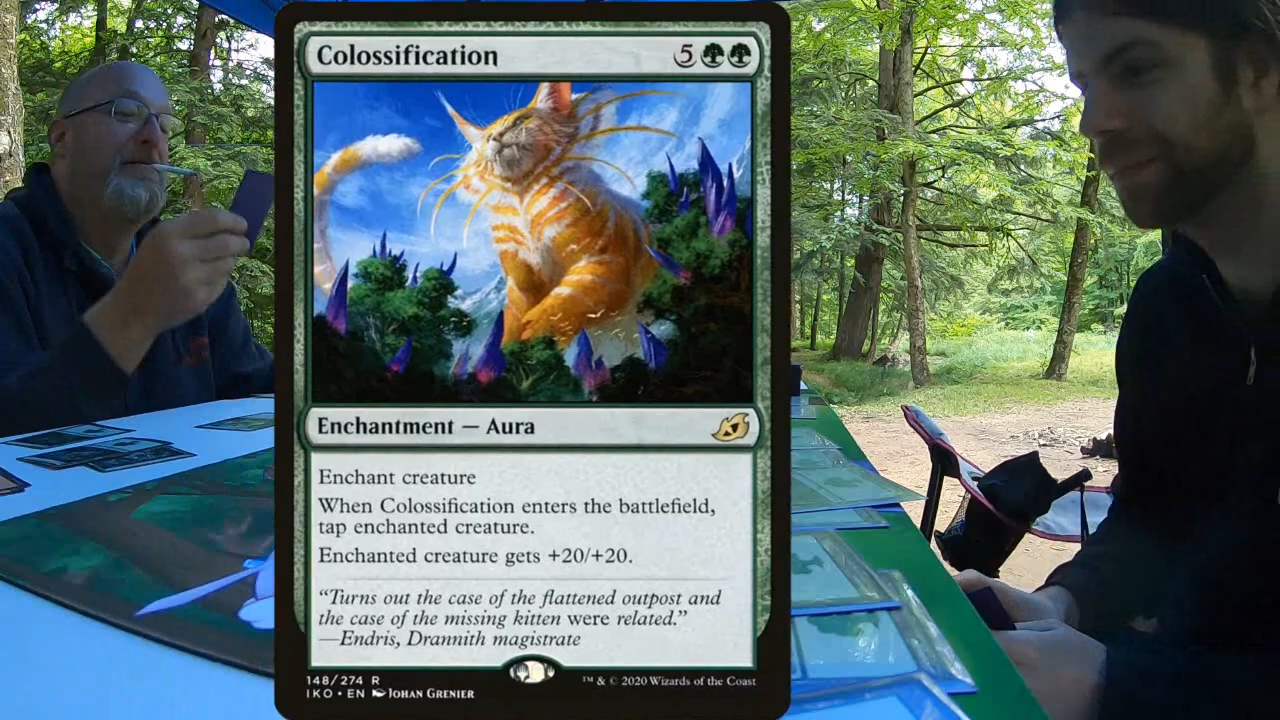 Colossification 5
Enchantment — Aura
Enchant creature
When Colossification enters the battlefield,
tap enchanted creature.
Enchanted creature gets +20/+20.
“Turns out the case of the flattened outpost and
the case of the missing kitten were related.”
—Endris, Drannith magistrate
148/274 R
IKO • EN Johan Grenier
™ & © 2020 Wizards of the Coast